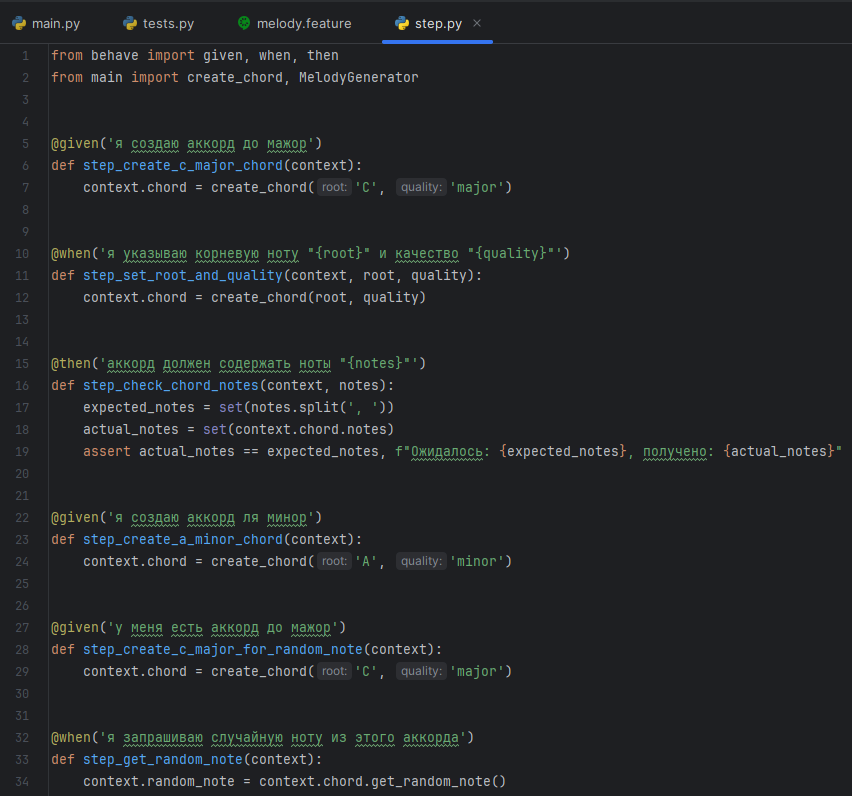 main.py tests.py melody.feature step.py ×
1 from behave import given, when, then
2 from main import create_chord, MelodyGenerator
3
4
5 @given('я создаю аккорд до мажор')
6 def step_create_c_major_chord(context):
7     context.chord = create_chord( root: 'C', quality: 'major')
8
9
10 @when('я указываю корневую ноту "{root}" и качество "{quality}"')
11 def step_set_root_and_quality(context, root, quality):
12     context.chord = create_chord(root, quality)
13
14
15 @then('аккорд должен содержать ноты "{notes}"')
16 def step_check_chord_notes(context, notes):
17     expected_notes = set(notes.split(', '))
18     actual_notes = set(context.chord.notes)
19     assert actual_notes == expected_notes, f"Ожидалось: {expected_notes}, получено: {actual_notes}"
20
21
22 @given('я создаю аккорд ля минор')
23 def step_create_a_minor_chord(context):
24     context.chord = create_chord( root: 'A', quality: 'minor')
25
26
27 @given('у меня есть аккорд до мажор')
28 def step_create_c_major_for_random_note(context):
29     context.chord = create_chord( root: 'C', quality: 'major')
30
31
32 @when('я запрашиваю случайную ноту из этого аккорда')
33 def step_get_random_note(context):
34     context.random_note = context.chord.get_random_note()